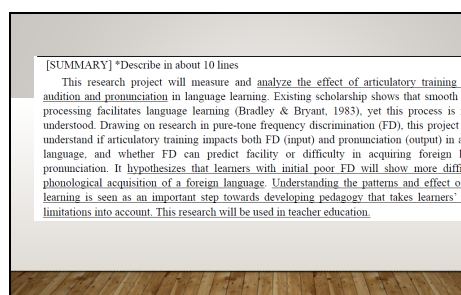 [SUMMARY] *Describe in about 10 lines
This research project will measure and analyze the effect of articulatory training
audition and pronunciation in language learning. Existing scholarship shows that smooth
processing facilitates language learning (Bradley & Bryant, 1983), yet this process is
understood. Drawing on research in pure-tone frequency discrimination (FD), this project
understand if articulatory training impacts both FD (input) and pronunciation (output) in a
language, and whether FD can predict facility or difficulty in acquiring foreign l
pronunciation. It hypothesizes that learners with initial poor FD will show more diffi
phonological acquisition of a foreign language. Understanding the patterns and effect o
learning is seen as an important step towards developing pedagogy that takes learners'
limitations into account. This research will be used in teacher education.